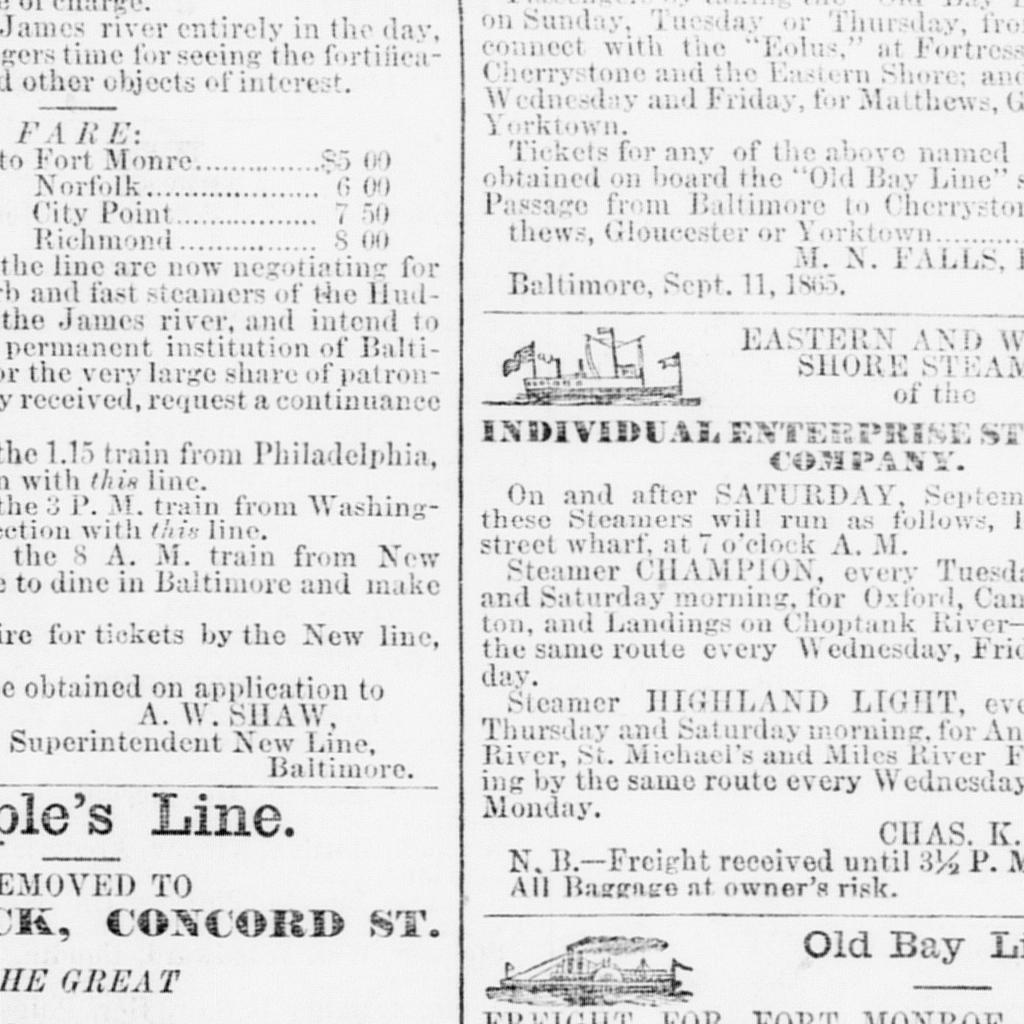 e of charge.
James river entirely in the day,
gers time for seeing the fortifica-
d other objects of interest.
FARE:
to Fort Monre..............$5 00
Norfolk.................. 6 00
City Point............... 7 50
Richmond............... 8 00
the line are now negotiating for
rb and fast steamers of the Hud-
the James river, and intend to
permanent institution of Balti-
or the very large share of patron-
y received, request a continuance
the 1.15 train from Philadelphia,
n with this line.
the 3 P. M. train from Washing-
ection with this line.
the 8 A. M. train from New
e to dine in Baltimore and make
ire for tickets by the New line,
e obtained on application to
A. W. SHAW,
Superintendent New Line,
Baltimore.
ple's Line.
EMOVED TO
CK, CONCORD ST.
HE GREAT
Passengers by taking the "Old Bay L
on Sunday, Tuesday or Thursday, fro
connect with the "Eolus," at Fortress
Cherrystone and the Eastern Shore; and
Wednesday and Friday, for Matthews, G
Yorktown.
Tickets for any of the above named
obtained on board the "Old Bay Line" s
Passage from Baltimore to Cherryston
thews, Gloucester or Yorktown..........
M. N. FALLS, P
Baltimore, Sept. 11, 1865.
EASTERN AND W
SHORE STEAM
of the
INDIVIDUAL ENTERPRISE ST
COMPANY.
On and after SATURDAY, Septem
these Steamers will run as follows, l
street wharf, at 7 o'clock A. M.
Steamer CHAMPION, every Tuesda
and Saturday morning, for Oxford, Cam
ton, and Landings on Choptank River—
the same route every Wednesday, Frid
day.
Steamer HIGHLAND LIGHT, eve
Thursday and Saturday morning, for An
River, St. Michael's and Miles River F
ing by the same route every Wednesday
Monday.
CHAS. K.
N. B.—Freight received until 3½ P. M
All Baggage at owner's risk.
Old Bay Li
FREIGHT FOR FORT MONROE